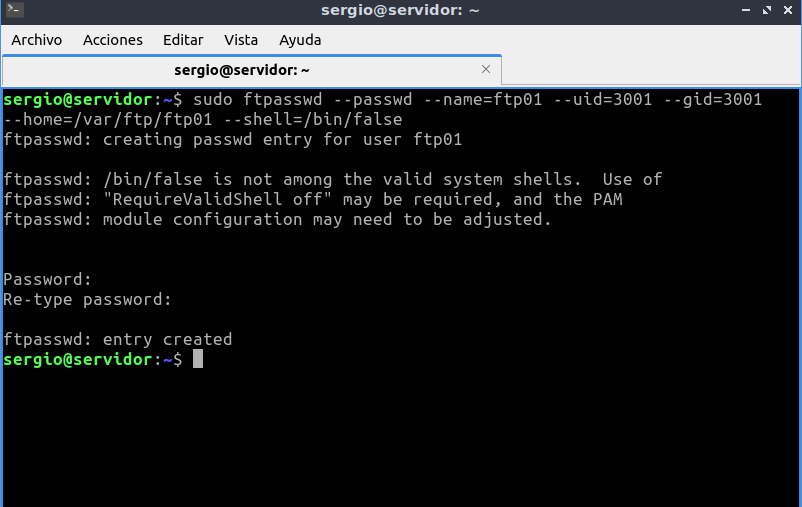 sergio@servidor: ~
Archivo Acciones Editar Vista Ayuda
sergio@servidor: ~
sergio@servidor:~$ sudo ftpasswd --passwd --name=ftp01 --uid=3001 --gid=3001
--home=/var/ftp/ftp01 --shell=/bin/false
ftpasswd: creating passwd entry for user ftp01
ftpasswd: /bin/false is not among the valid system shells.  Use of
ftpasswd: "RequireValidShell off" may be required, and the PAM
ftpasswd: module configuration may need to be adjusted.
Password:
Re-type password:
ftpasswd: entry created
sergio@servidor:~$